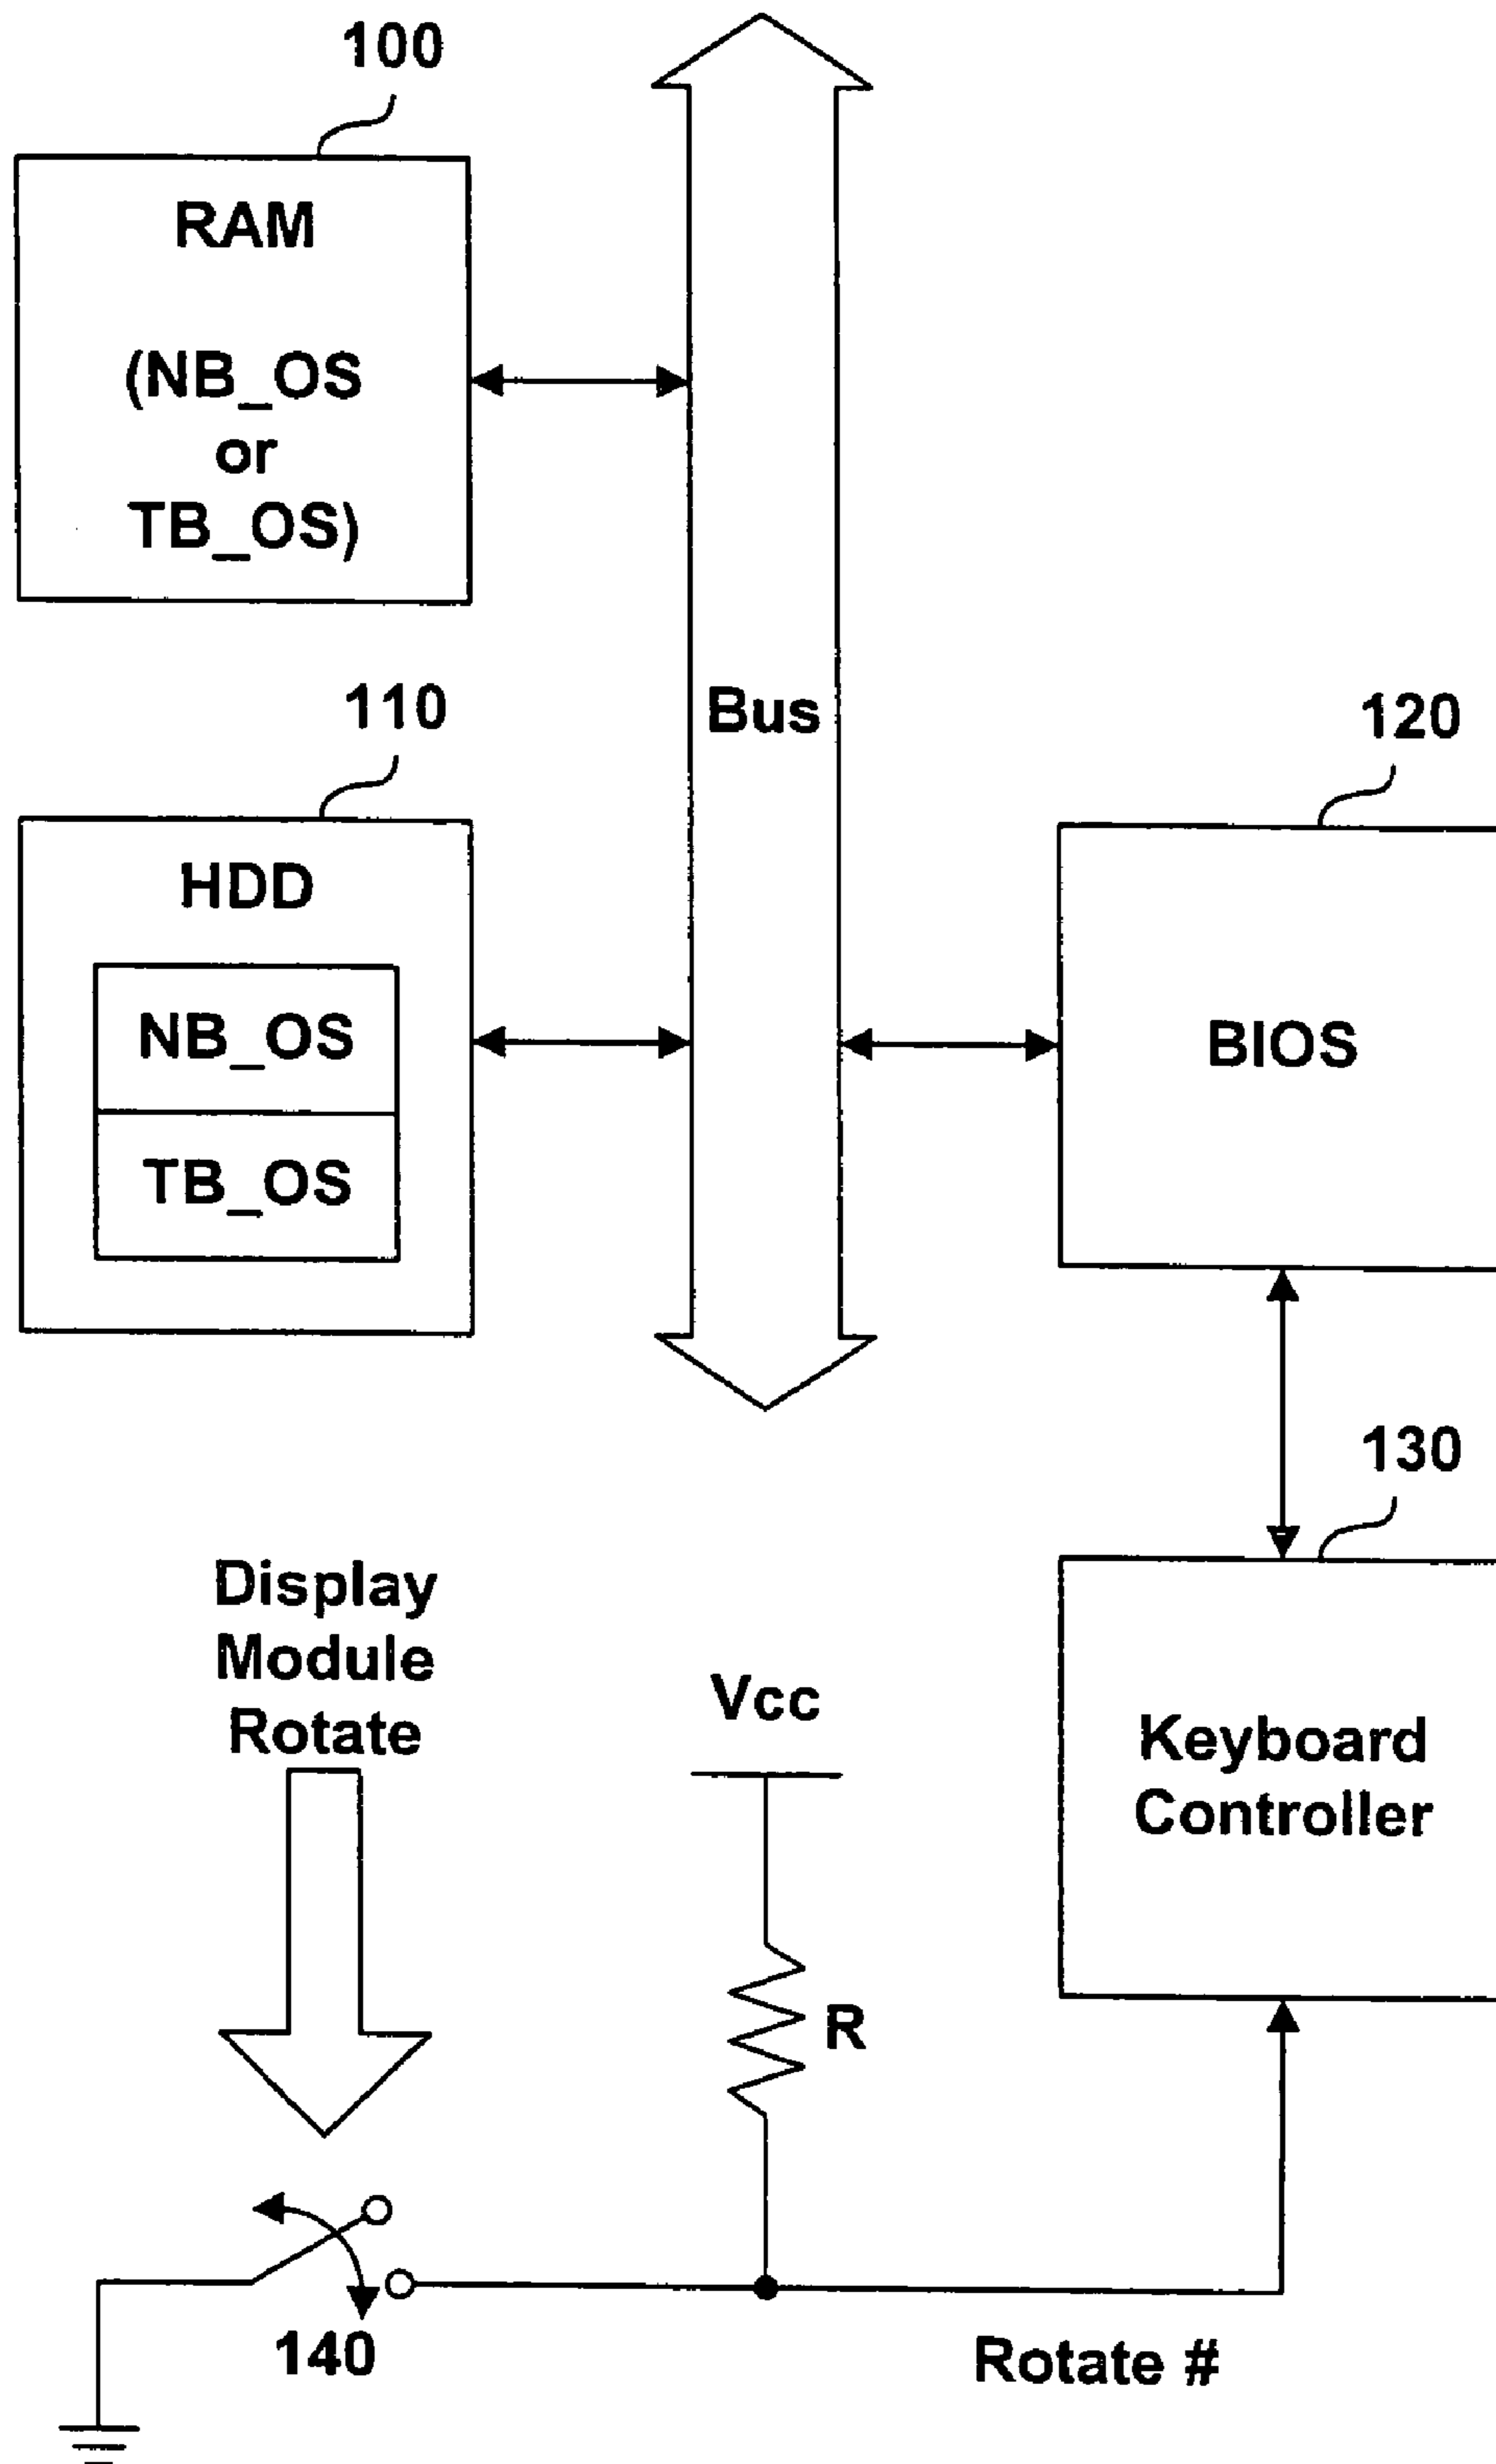 100
RAM
(NB_OS
or
TB_OS)
Bus
110
HDD
NB_OS
TB_OS
120
BIOS
130
Keyboard
Controller
Display
Module
Rotate
Vcc
R
140
Rotate #